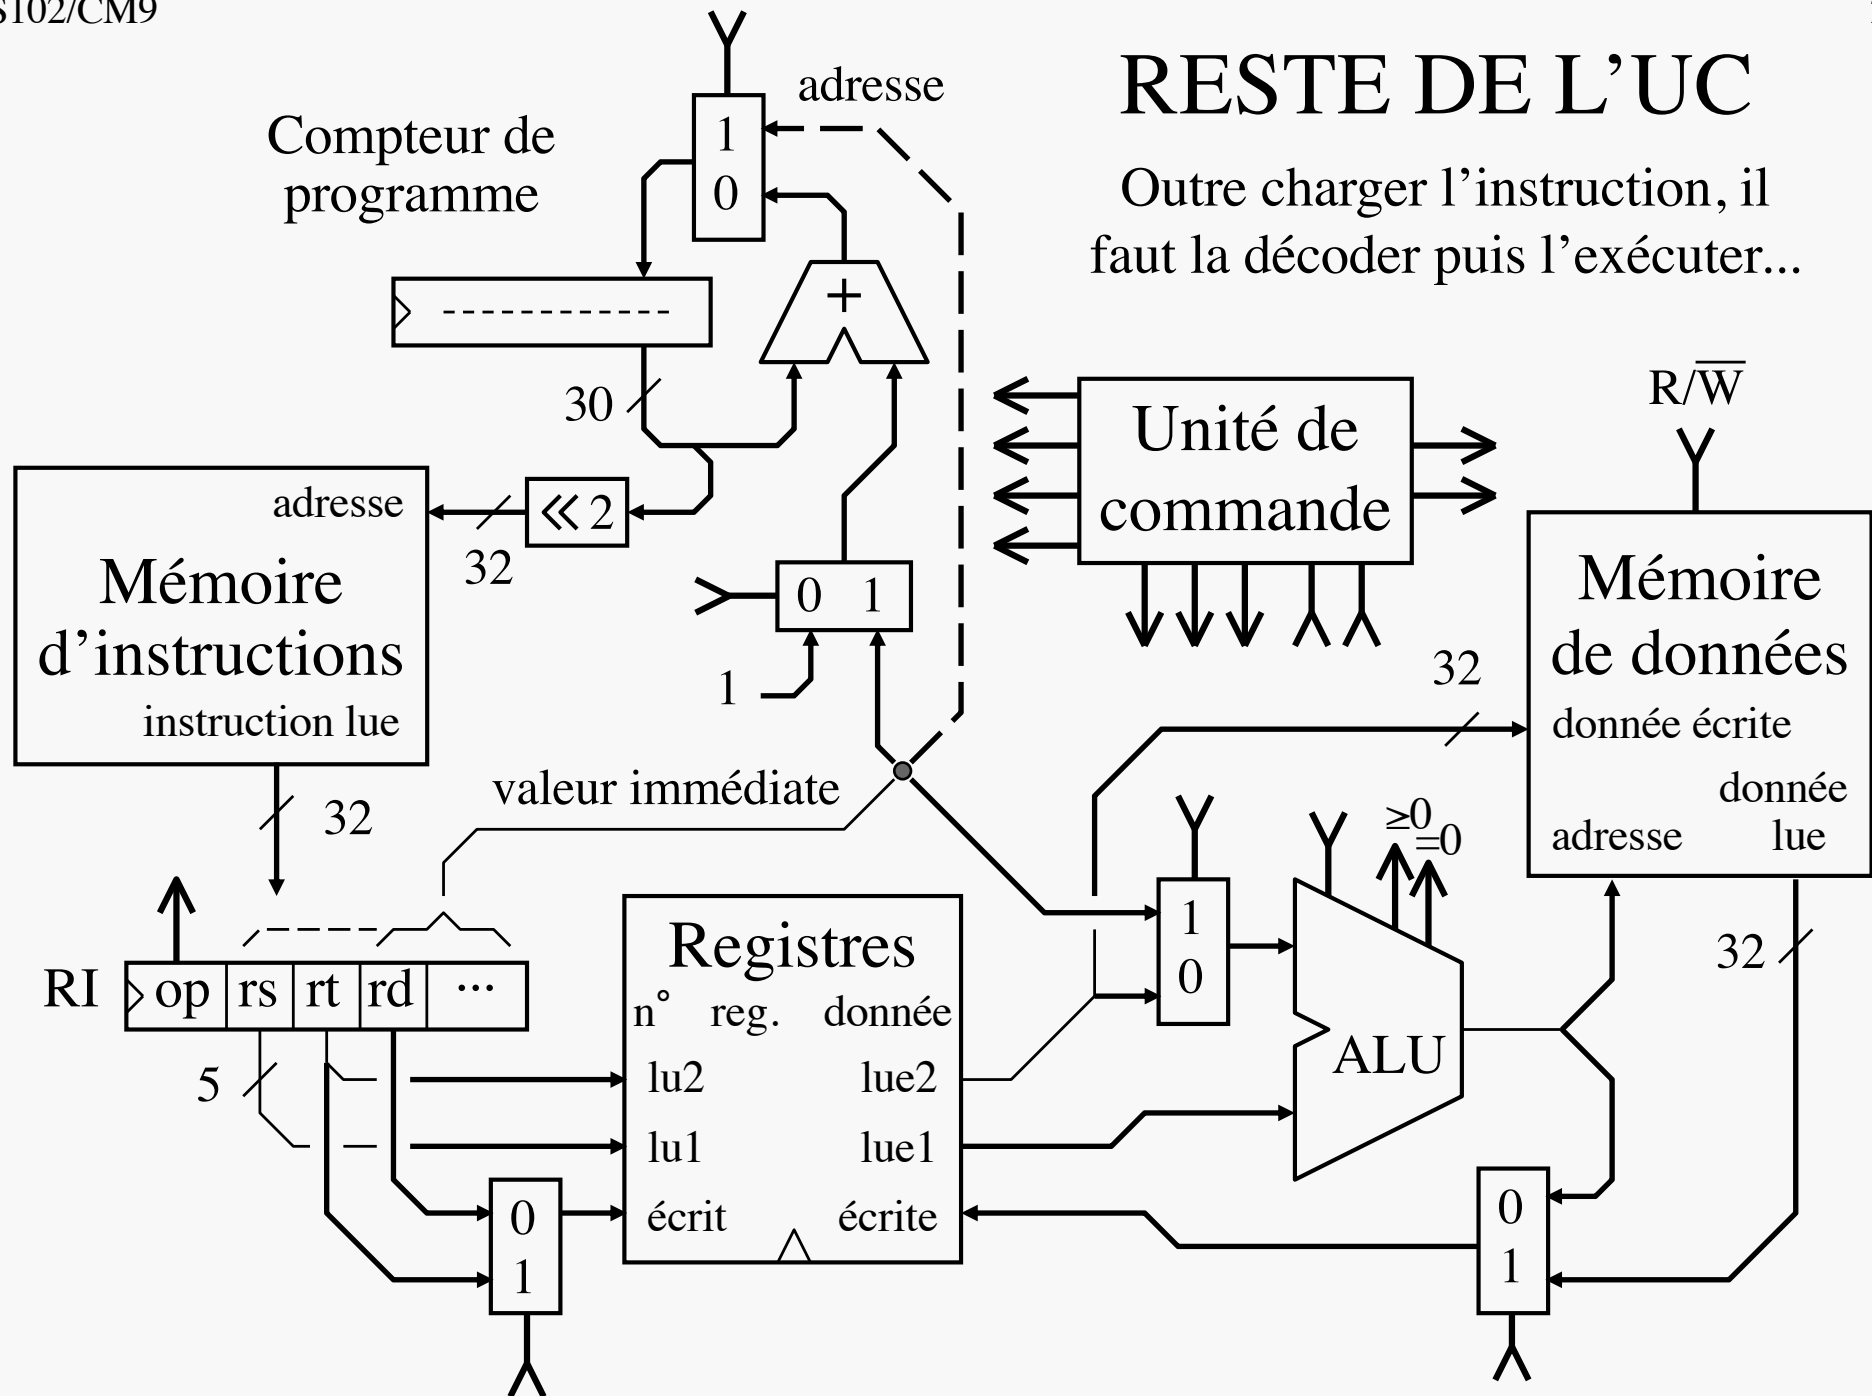 S102/CM9
RESTE DE L’UC
Outre charger l’instruction, il
faut la décoder puis l’exécuter...
adresse
Compteur de
programme
1
0
+
30
R/W̅
Unité de
commande
adresse
<< 2
32
Mémoire
d’instructions
instruction lue
0 1
1
Mémoire
de données
32
donnée écrite
donnée
lue
adresse
valeur immédiate
32
≥0
=0
1
0
ALU
32
RI
op rs rt rd ...
5
Registres
n° reg. donnée
lu2 lue2
lu1 lue1
écrit écrite
0
1
0
1